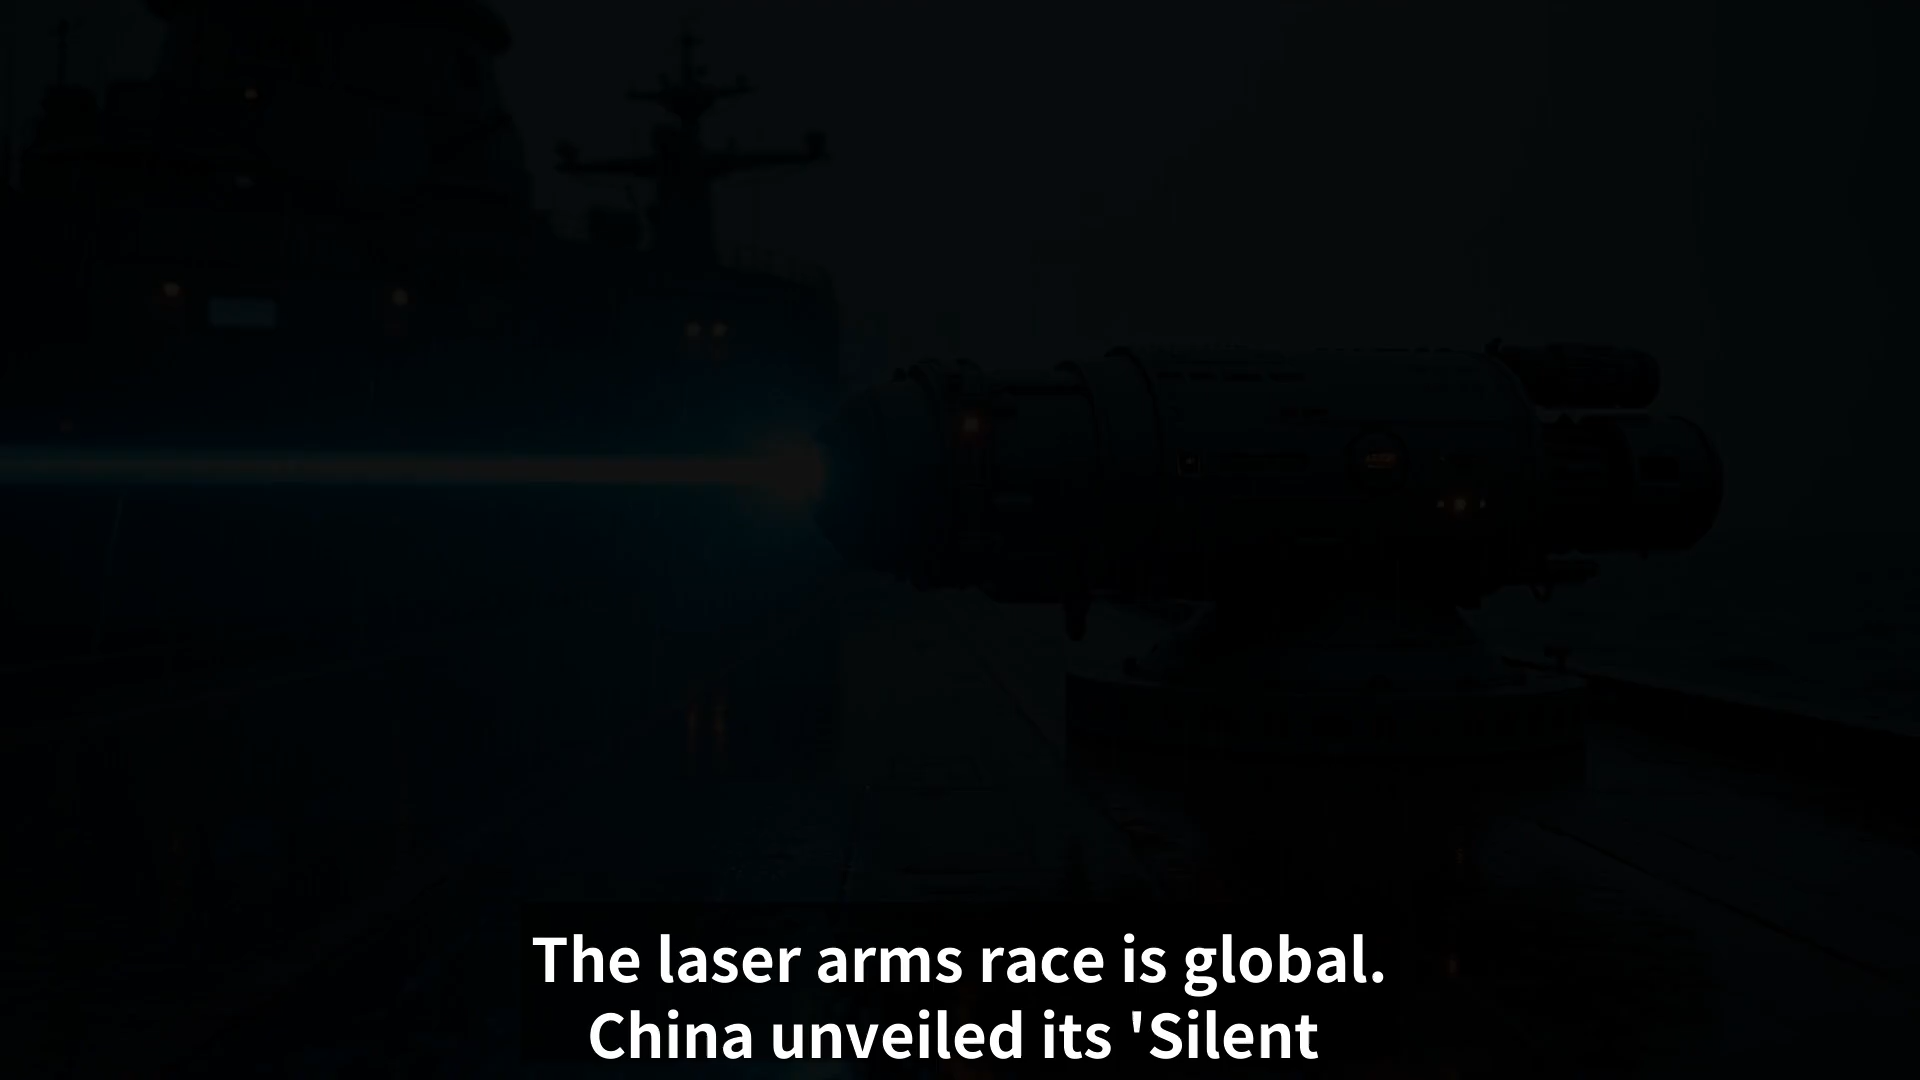 The laser arms race is global.
China unveiled its 'Silent